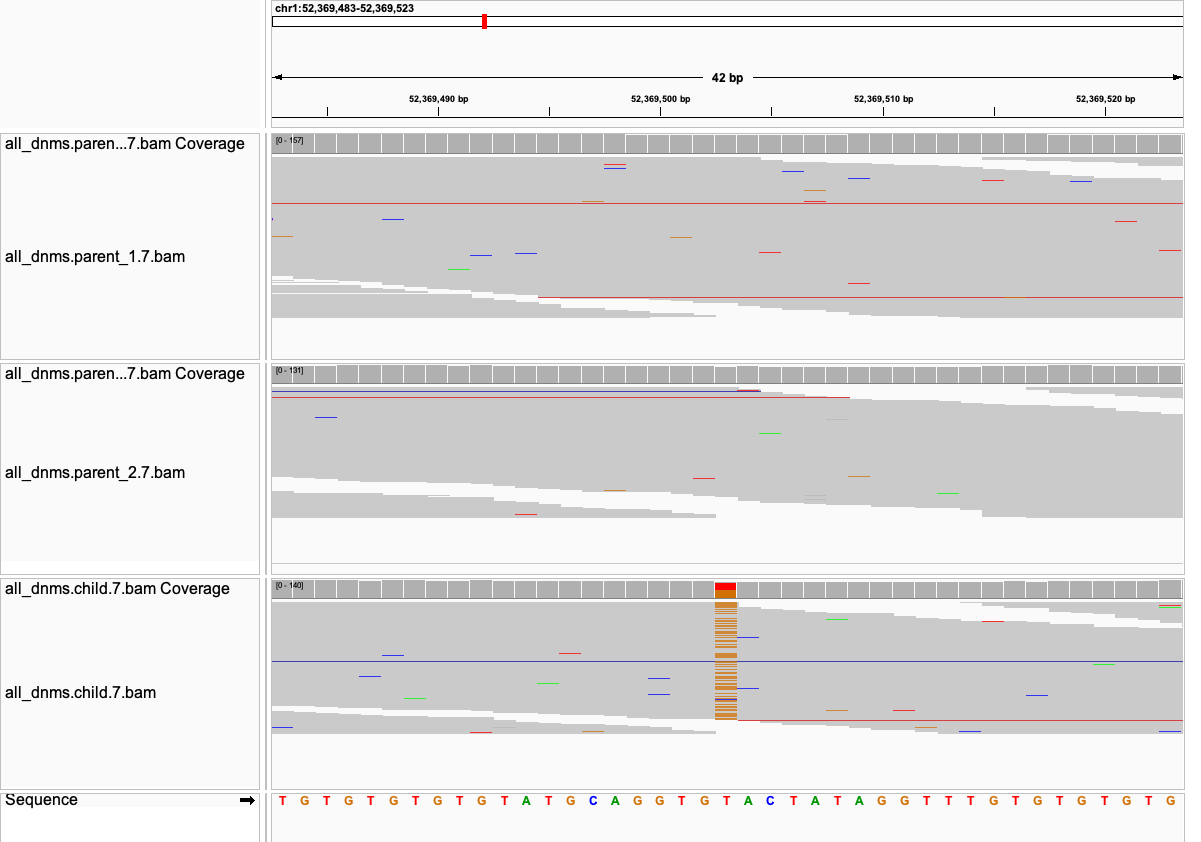 chr1:52,369,483-52,369,523
42 bp
52,369,490 bp 52,369,500 bp 52,369,510 bp 52,369,520 bp
all_dnms.paren...7.bam Coverage
[0 - 157]
all_dnms.parent_1.7.bam
all_dnms.paren...7.bam Coverage
[0 - 131]
all_dnms.parent_2.7.bam
all_dnms.child.7.bam Coverage
[0 - 140]
all_dnms.child.7.bam
Sequence T G T G T G T G T G T A T G C A G G T G T A C T A T A G G T T T G T G T G T G T G